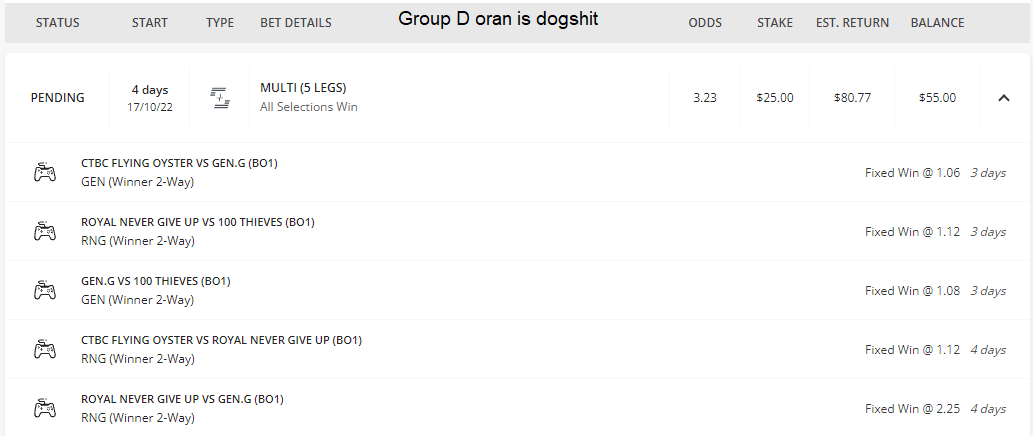 Group D oran is dogshit
STATUS START TYPE BET DETAILS ODDS STAKE EST. RETURN BALANCE
PENDING 4 days 17/10/22 MULTI (5 LEGS) All Selections Win 3.23 $25.00 $80.77 $55.00
CTBC FLYING OYSTER VS GEN.G (BO1)
GEN (Winner 2-Way) Fixed Win @ 1.06 3 days
ROYAL NEVER GIVE UP VS 100 THIEVES (BO1)
RNG (Winner 2-Way) Fixed Win @ 1.12 3 days
GEN.G VS 100 THIEVES (BO1)
GEN (Winner 2-Way) Fixed Win @ 1.08 3 days
CTBC FLYING OYSTER VS ROYAL NEVER GIVE UP (BO1)
RNG (Winner 2-Way) Fixed Win @ 1.12 4 days
ROYAL NEVER GIVE UP VS GEN.G (BO1)
RNG (Winner 2-Way) Fixed Win @ 2.25 4 days